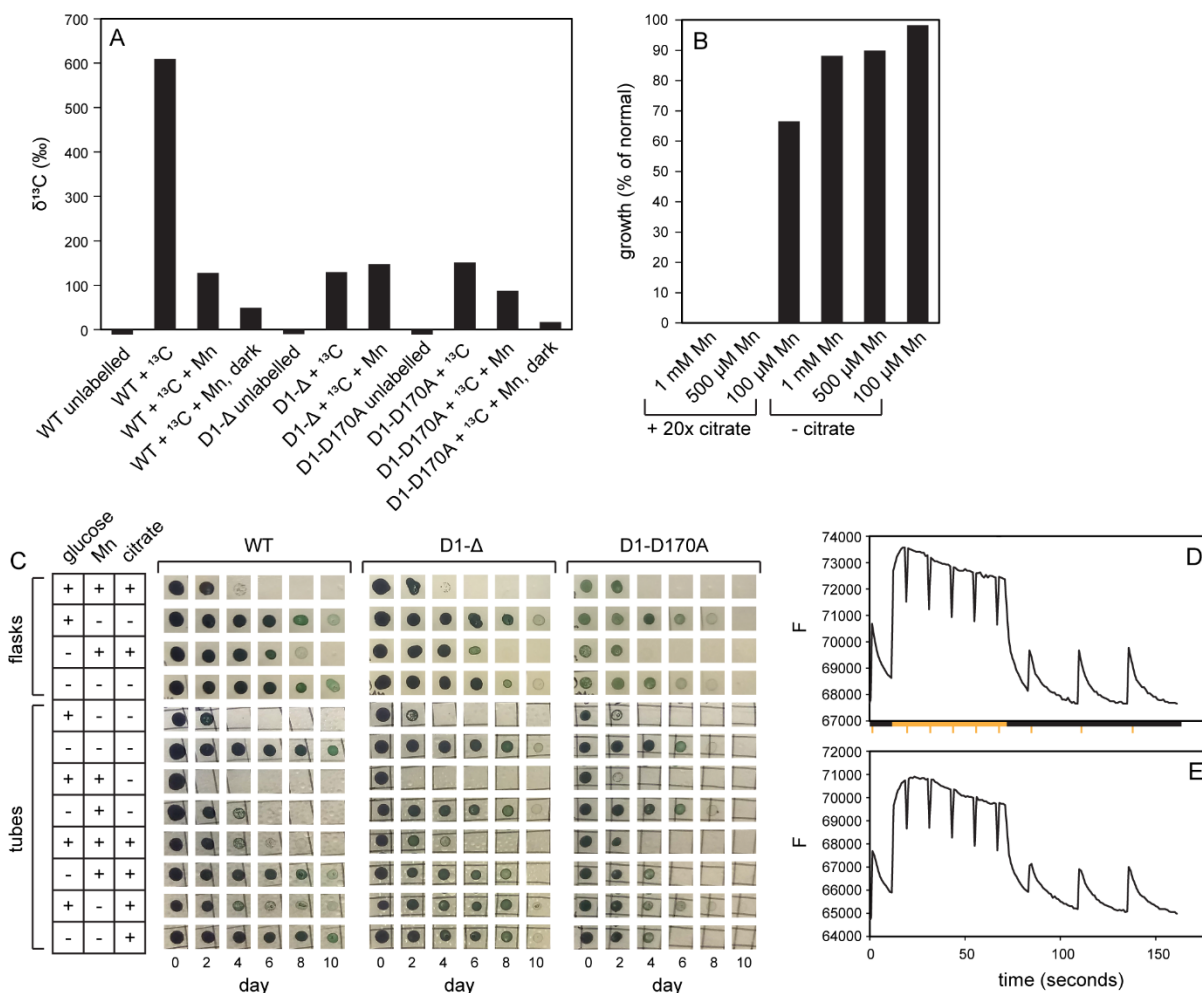 A
700
600
500
400
300
200
100
0
δ¹³C (‰)
WT unlabelled
WT + ¹³C
WT + ¹³C + Mn
WT + ¹³C + Mn, dark
D1-Δ unlabelled
D1-Δ + ¹³C
D1-Δ + ¹³C + Mn
D1-D170A unlabelled
D1-D170A + ¹³C
D1-D170A + ¹³C + Mn
D1-D170A + ¹³C + Mn, dark
B
100
90
80
70
60
50
40
30
20
10
0
growth (% of normal)
1 mM Mn
500 µM Mn
100 µM Mn
1 mM Mn
500 µM Mn
100 µM Mn
+ 20x citrate
- citrate
C
glucose
Mn
citrate
WT
D1-Δ
D1-D170A
flasks
+ + +
+ - -
- + +
- - -
tubes
+ - -
- - -
+ + -
- + -
+ + +
- + +
+ - +
- - +
0 2 4 6 8 10
0 2 4 6 8 10
0 2 4 6 8 10
day
day
day
D
74000
73000
72000
71000
70000
69000
68000
67000
F
E
72000
71000
70000
69000
68000
67000
66000
65000
64000
F
0 50 100 150
time (seconds)